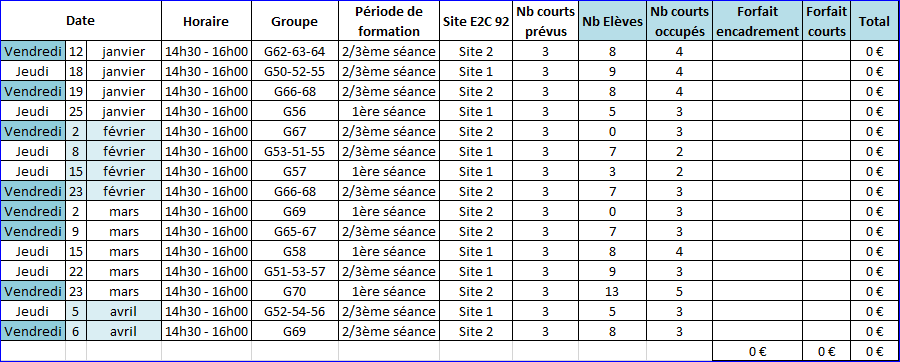 Date Horaire Groupe Période de formation Site E2C 92 Nb courts prévus Nb Elèves Nb courts occupés Forfait encadrement Forfait courts Total
Vendredi 12 janvier 14h30 - 16h00 G62-63-64 2/3ème séance Site 2 3 8 4 0 €
Jeudi 18 janvier 14h30 - 16h00 G50-52-55 2/3ème séance Site 1 3 9 4 0 €
Vendredi 19 janvier 14h30 - 16h00 G66-68 2/3ème séance Site 2 3 8 4 0 €
Jeudi 25 janvier 14h30 - 16h00 G56 1ère séance Site 1 3 5 3 0 €
Vendredi 2 février 14h30 - 16h00 G67 2/3ème séance Site 2 3 0 3 0 €
Jeudi 8 février 14h30 - 16h00 G53-51-55 2/3ème séance Site 1 3 7 2 0 €
Jeudi 15 février 14h30 - 16h00 G57 1ère séance Site 1 3 3 2 0 €
Vendredi 23 février 14h30 - 16h00 G66-68 2/3ème séance Site 2 3 7 3 0 €
Vendredi 2 mars 14h30 - 16h00 G69 1ère séance Site 2 3 0 3 0 €
Vendredi 9 mars 14h30 - 16h00 G65-67 2/3ème séance Site 2 3 7 3 0 €
Jeudi 15 mars 14h30 - 16h00 G58 1ère séance Site 1 3 8 4 0 €
Jeudi 22 mars 14h30 - 16h00 G51-53-57 2/3ème séance Site 1 3 9 3 0 €
Vendredi 23 mars 14h30 - 16h00 G70 1ère séance Site 2 3 13 5 0 €
Jeudi 5 avril 14h30 - 16h00 G52-54-56 2/3ème séance Site 1 3 5 3 0 €
Vendredi 6 avril 14h30 - 16h00 G69 2/3ème séance Site 2 3 8 3 0 €
0 € 0 € 0 €